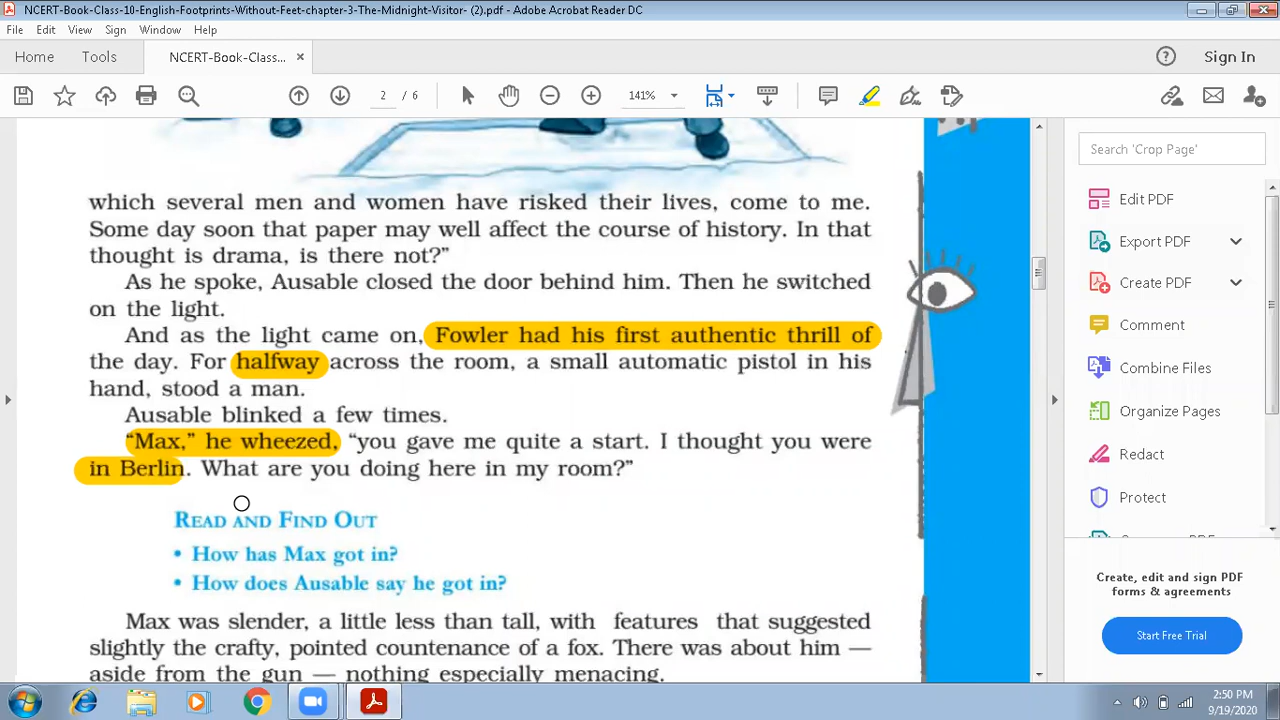 NCERT-Book-Class-10-English-Footprints-Without-Feet-chapter-3-The-Midnight-Visitor- (2).pdf - Adobe Acrobat Reader DC
File Edit View Sign Window Help
Home Tools NCERT-Book-Class... × Sign In
2 / 6 141%
Search 'Crop Page'
which several men and women have risked their lives, come to me.
Some day soon that paper may well affect the course of history. In that
thought is drama, is there not?”
As he spoke, Ausable closed the door behind him. Then he switched
on the light.
And as the light came on, Fowler had his first authentic thrill of
the day. For halfway across the room, a small automatic pistol in his
hand, stood a man.
Ausable blinked a few times.
“Max,” he wheezed, “you gave me quite a start. I thought you were
in Berlin. What are you doing here in my room?”
READ AND FIND OUT
• How has Max got in?
• How does Ausable say he got in?
Max was slender, a little less than tall, with features that suggested
slightly the crafty, pointed countenance of a fox. There was about him —
aside from the gun — nothing especially menacing.
Edit PDF
Export PDF
Create PDF
Comment
Combine Files
Organize Pages
Redact
Protect
Create, edit and sign PDF
forms & agreements
Start Free Trial
2:50 PM
9/19/2020